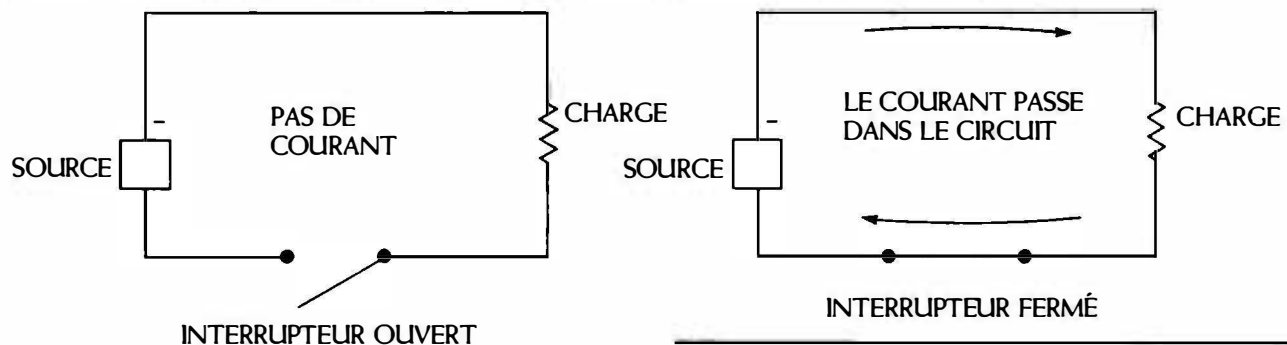 PAS DE
COURANT
–
SOURCE
CHARGE
INTERRUPTEUR OUVERT
LE COURANT PASSE
DANS LE CIRCUIT
–
SOURCE
CHARGE
INTERRUPTEUR FERMÉ